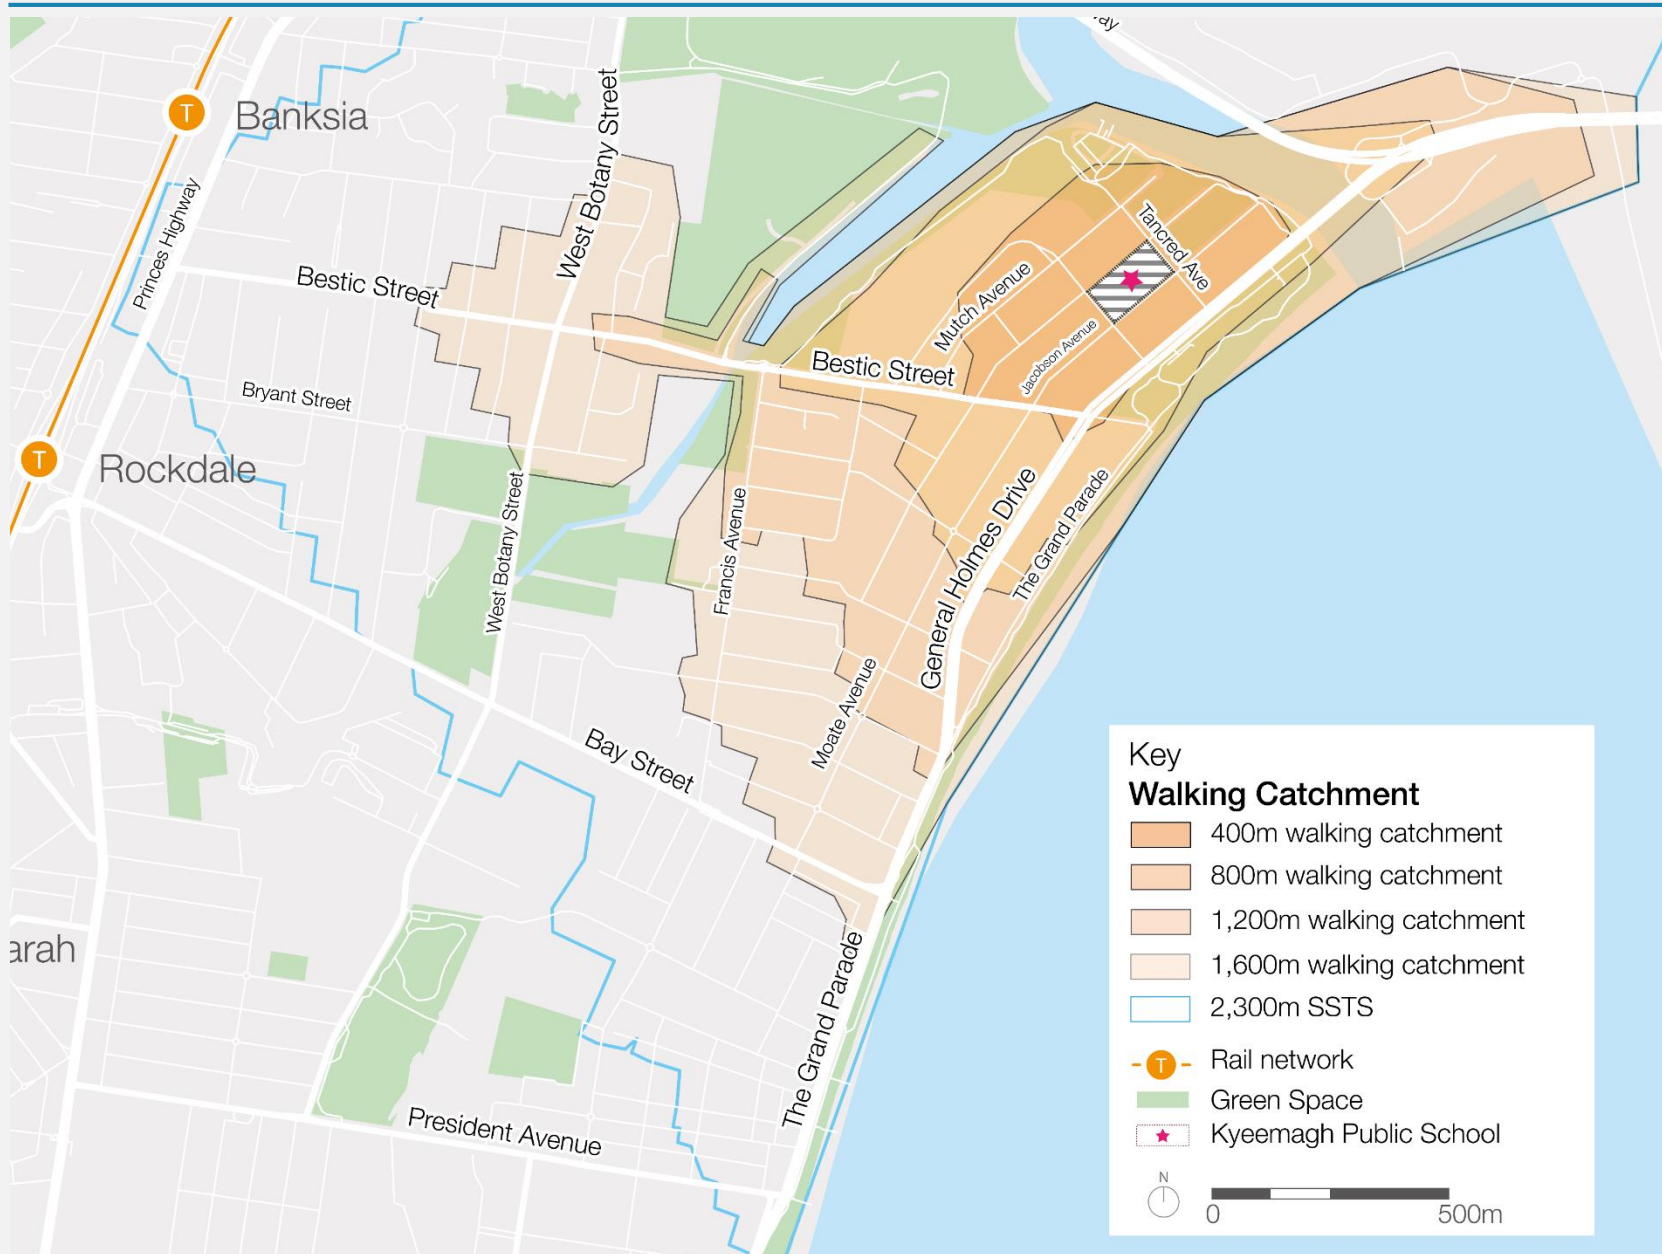 ay
T
Banksia
West Botany Street
Princes Highway
Tancred Ave
Bestic Street
Mutch Avenue
Jacobson Avenue
Bestic Street
Bryant Street
T
Rockdale
West Botany Street
Francis Avenue
General Holmes Drive
The Grand Parade
Moate Avenue
Bay Street
arah
The Grand Parade
President Avenue
Key
Walking Catchment
400m walking catchment
800m walking catchment
1,200m walking catchment
1,600m walking catchment
2,300m SSTS
T
Rail network
Green Space
Kyeemagh Public School
N
0 500m